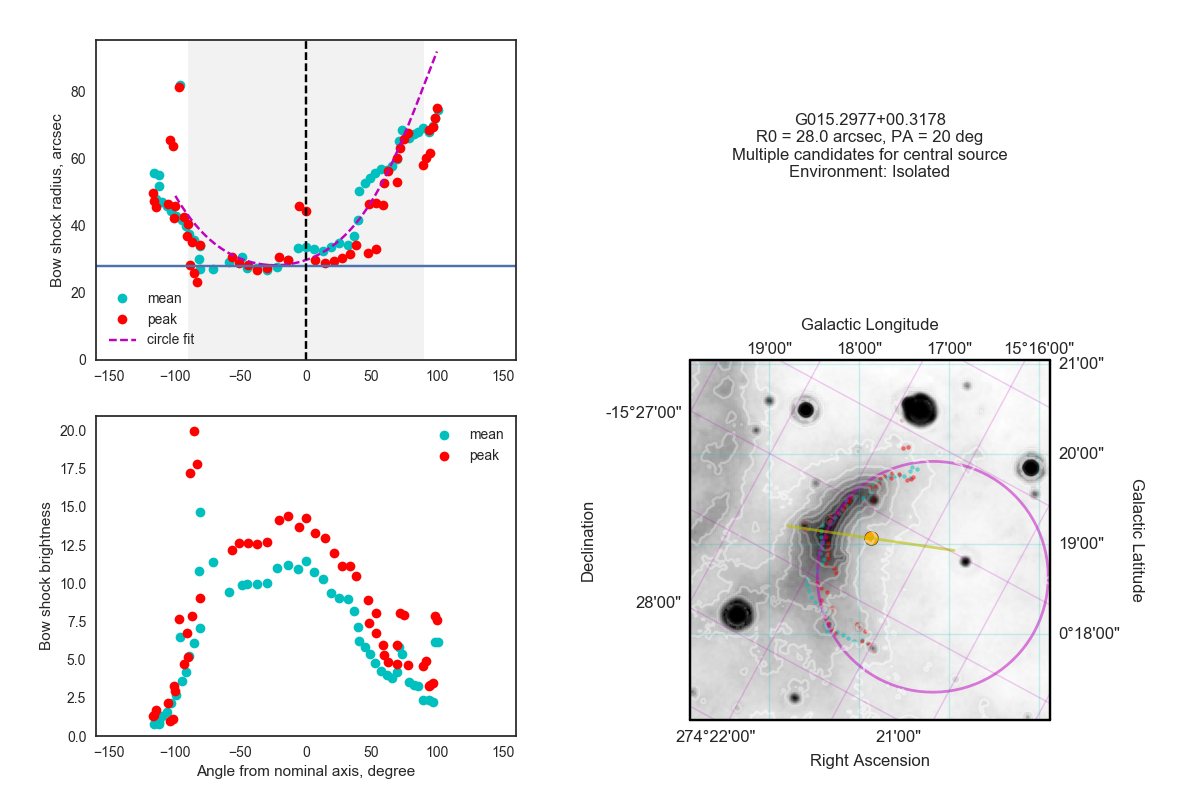 Bow shock radius, arcsec
80
60
40
20
0
mean
peak
circle fit
−150
−100
−50
0
50
100
150
G015.2977+00.3178
R0 = 28.0 arcsec, PA = 20 deg
Multiple candidates for central source
Environment: Isolated
Bow shock brightness
20.0
17.5
15.0
12.5
10.0
7.5
5.0
2.5
0.0
mean
peak
−150
−100
−50
0
50
100
150
Angle from nominal axis, degree
Galactic Longitude
19'00"
18'00"
17'00"
15°16'00"
21'00"
20'00"
19'00"
0°18'00"
Galactic Latitude
-15°27'00"
28'00"
Declination
274°22'00"
21'00"
Right Ascension